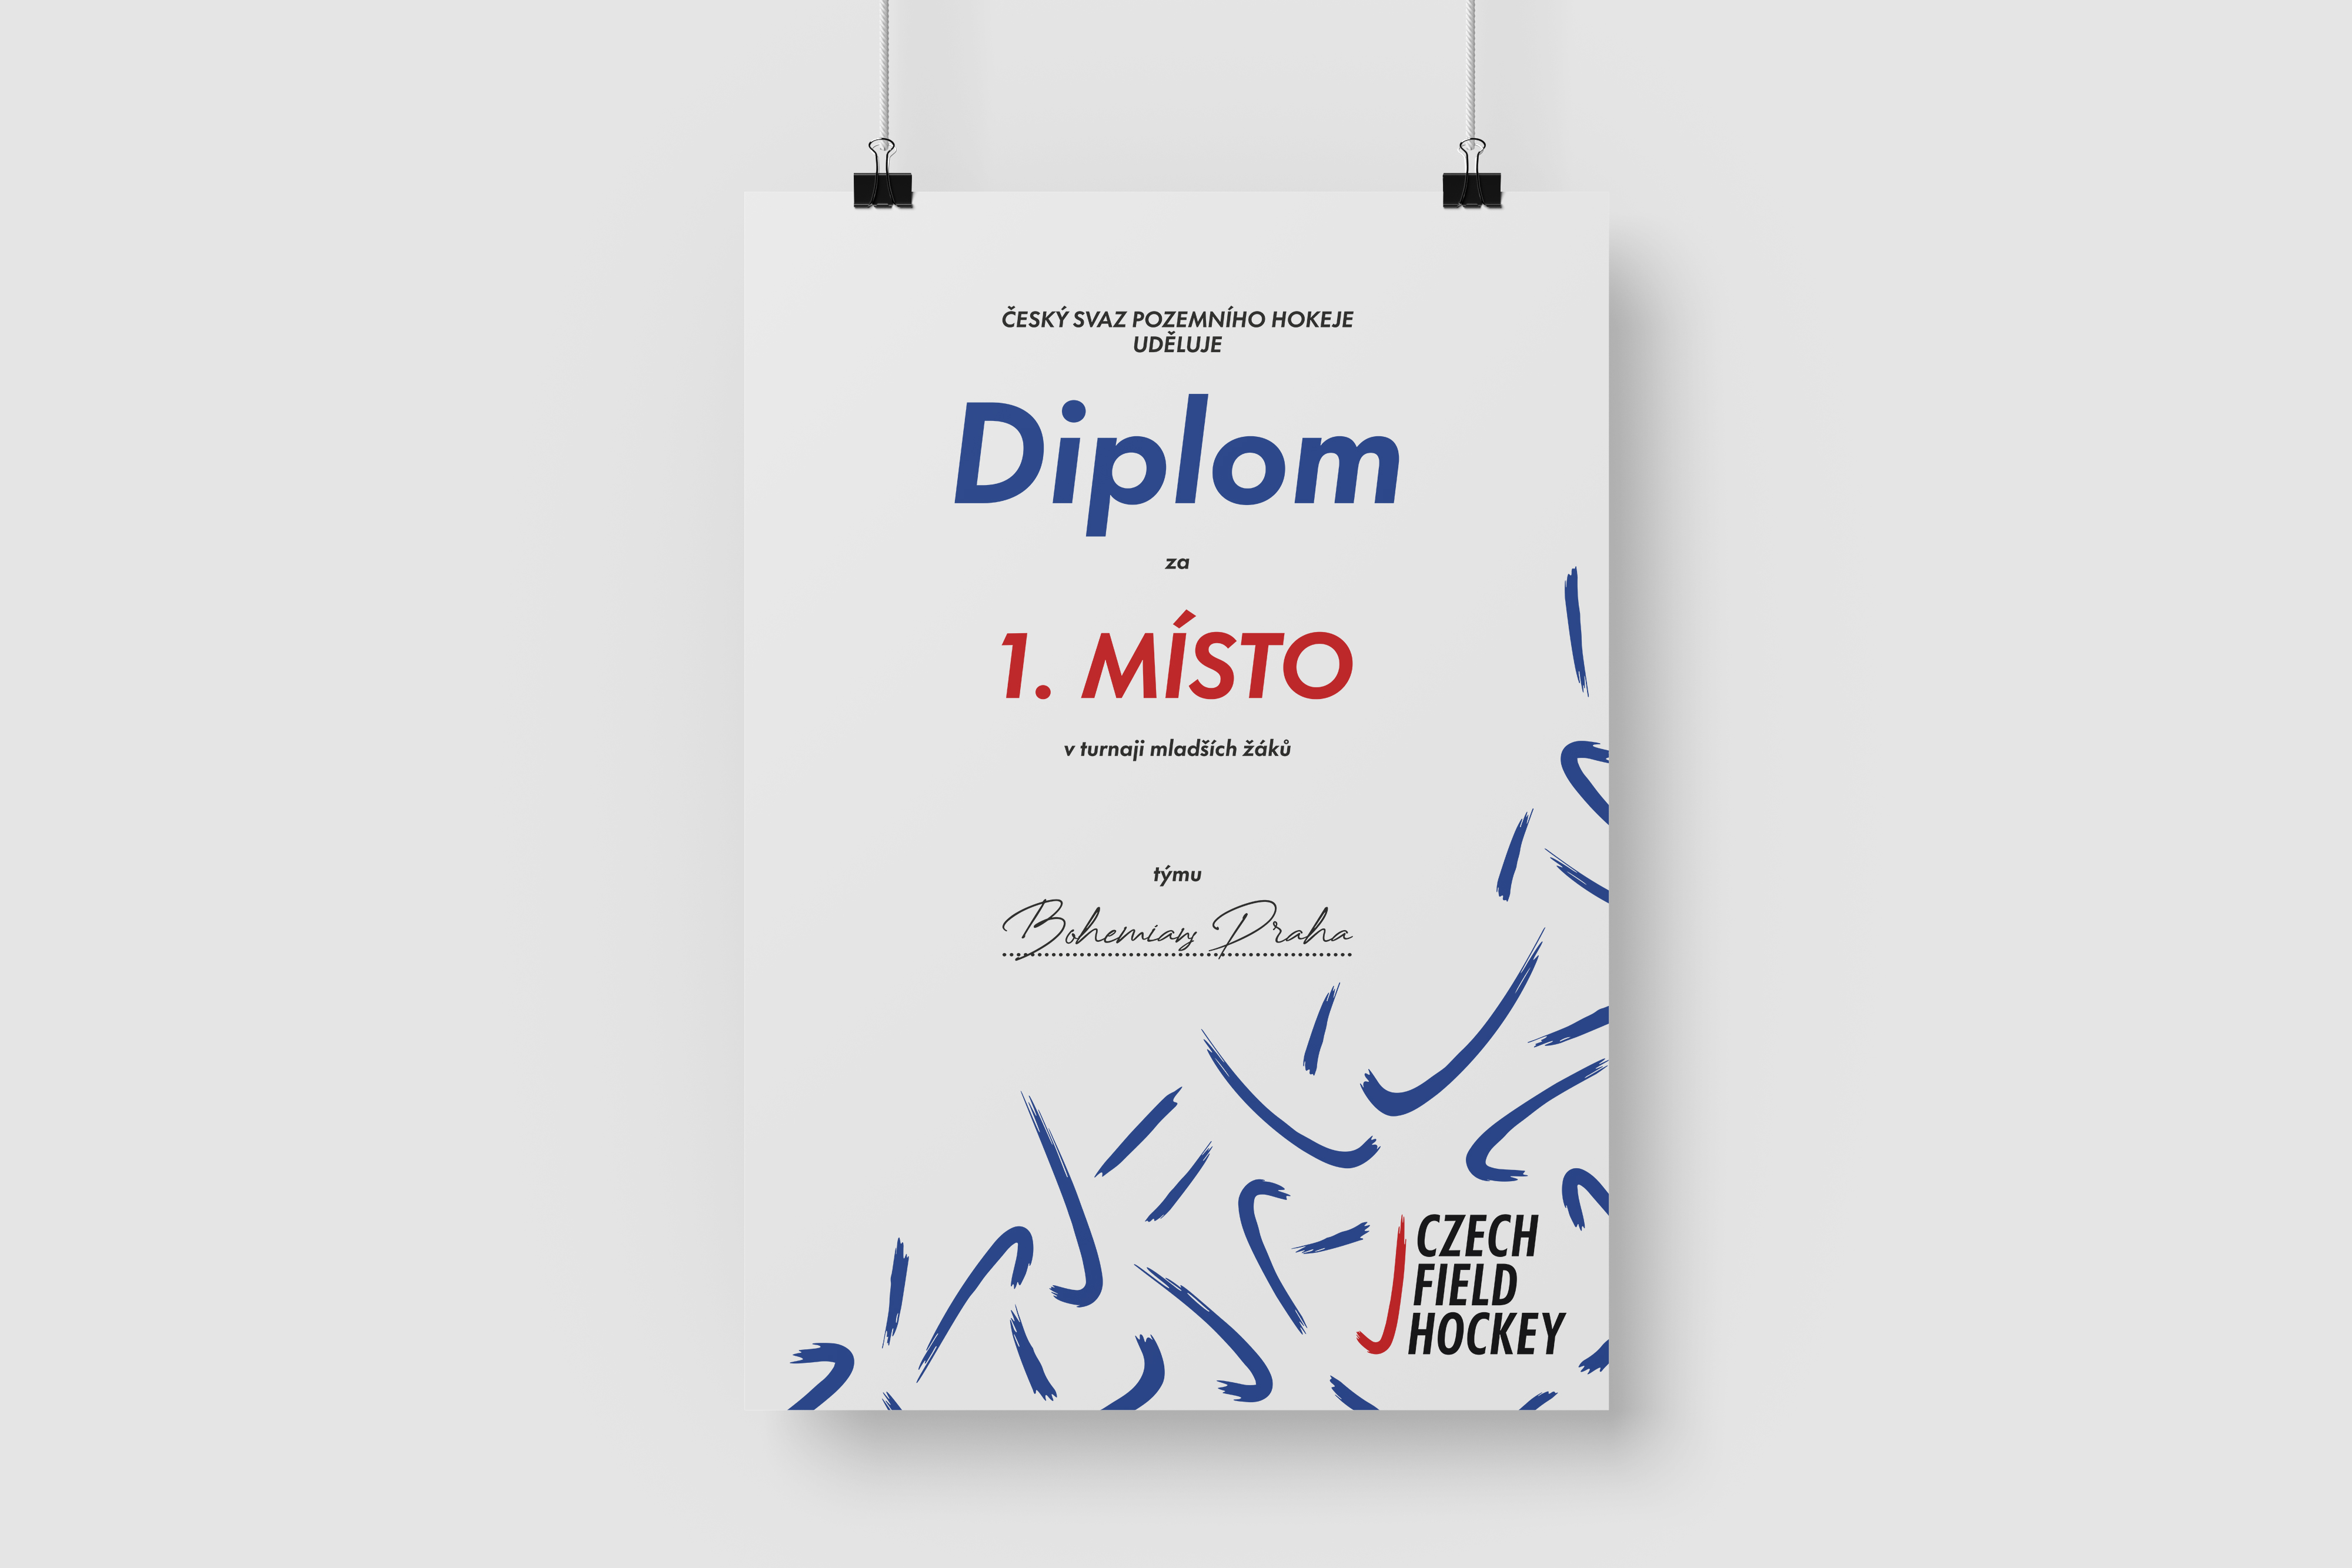 ČESKÝ SVAZ POZEMNÍHO HOKEJE
UDĚLUJE
Diplom
za
1. MÍSTO
v turnaji mladších žáků
týmu
Bohemians Praha
CZECH
FIELD
HOCKEY